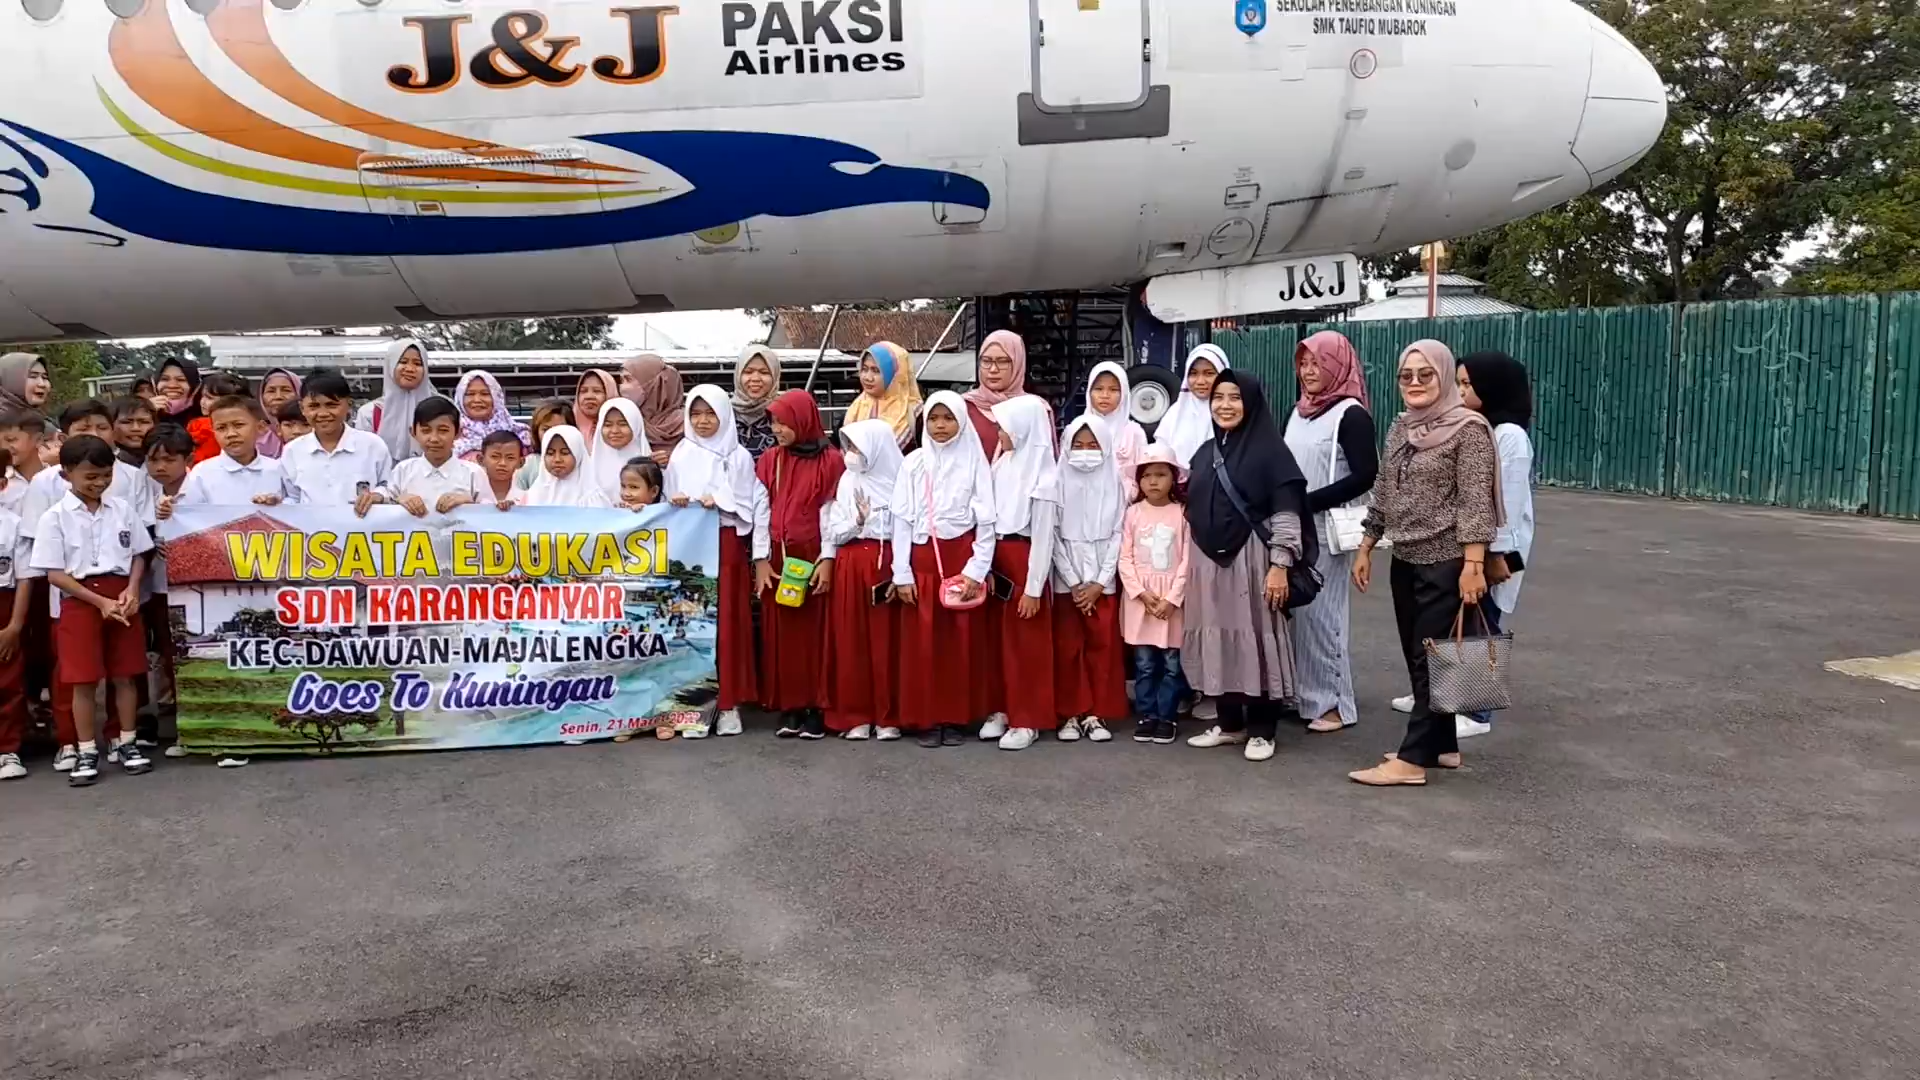 J&J
PAKSI
Airlines
SEKOLAH PENERBANGAN KUNINGAN
SMK TAUFIQ MUBAROK
J&J
WISATA EDUKASI
SDN KARANGANYAR
KEC.DAWUAN-MAJALENGKA
Goes To Kuningan
Senin, 21